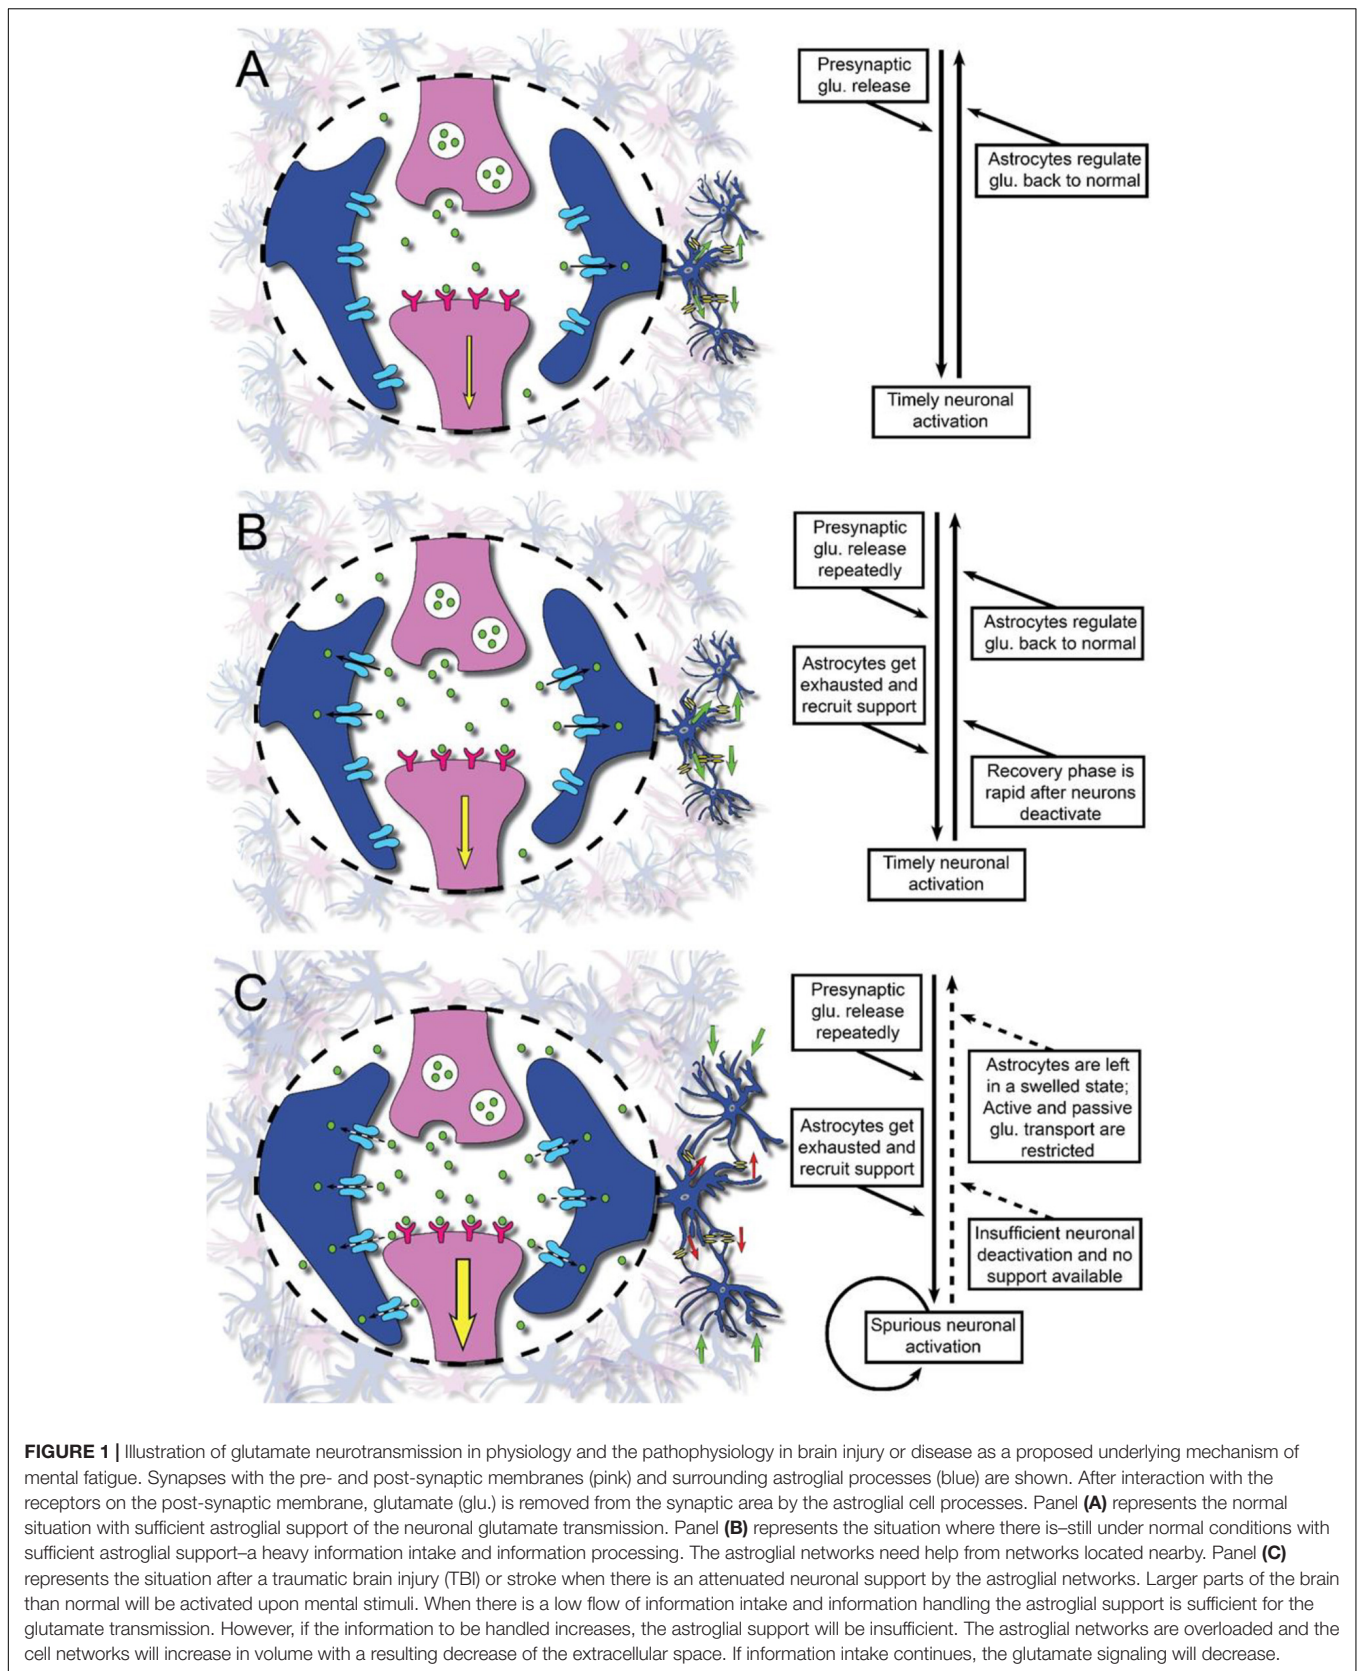 A
Presynaptic
glu. release
Astrocytes regulate
glu. back to normal
Timely neuronal
activation
B
Presynaptic
glu. release
repeatedly
Astrocytes regulate
glu. back to normal
Astrocytes get
exhausted and
recruit support
Recovery phase is
rapid after neurons
deactivate
Timely neuronal
activation
C
Presynaptic
glu. release
repeatedly
Astrocytes are left
in a swelled state;
Active and passive
glu. transport are
restricted
Astrocytes get
exhausted and
recruit support
Insufficient neuronal
deactivation and no
support available
Spurious neuronal
activation
FIGURE 1 | Illustration of glutamate neurotransmission in physiology and the pathophysiology in brain injury or disease as a proposed underlying mechanism of
mental fatigue. Synapses with the pre- and post-synaptic membranes (pink) and surrounding astroglial processes (blue) are shown. After interaction with the
receptors on the post-synaptic membrane, glutamate (glu.) is removed from the synaptic area by the astroglial cell processes. Panel (A) represents the normal
situation with sufficient astroglial support of the neuronal glutamate transmission. Panel (B) represents the situation where there is–still under normal conditions with
sufficient astroglial support–a heavy information intake and information processing. The astroglial networks need help from networks located nearby. Panel (C)
represents the situation after a traumatic brain injury (TBI) or stroke when there is an attenuated neuronal support by the astroglial networks. Larger parts of the brain
than normal will be activated upon mental stimuli. When there is a low flow of information intake and information handling the astroglial support is sufficient for the
glutamate transmission. However, if the information to be handled increases, the astroglial support will be insufficient. The astroglial networks are overloaded and the
cell networks will increase in volume with a resulting decrease of the extracellular space. If information intake continues, the glutamate signaling will decrease.